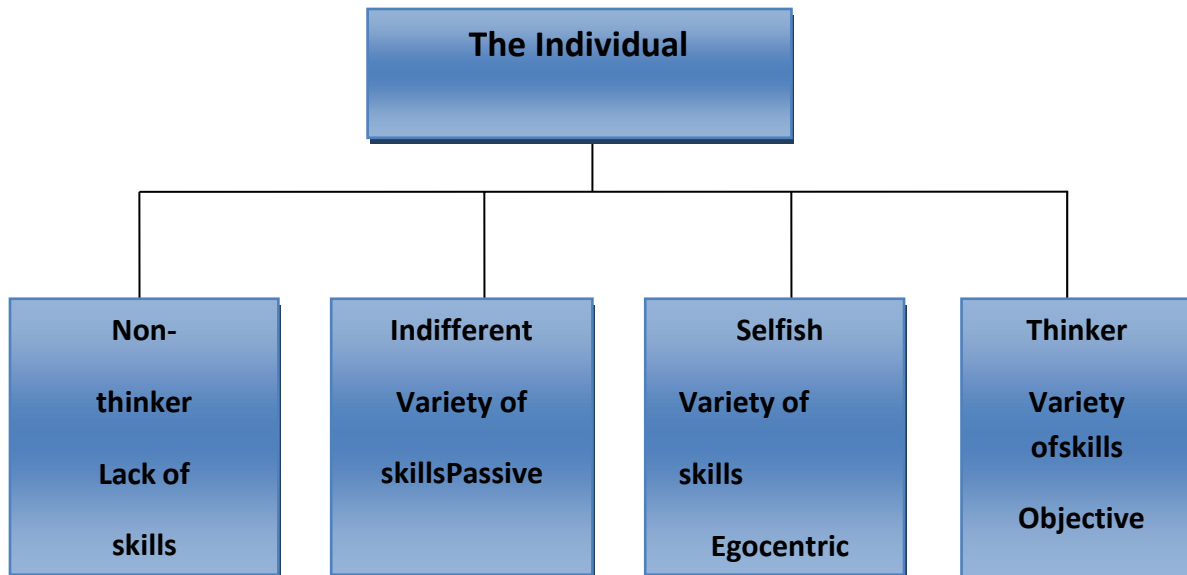 The Individual
Non-
thinker
Lack of
skills
Indifferent
Variety of
skillsPassive
Selfish
Variety of
skills
Egocentric
Thinker
Variety
ofskills
Objective